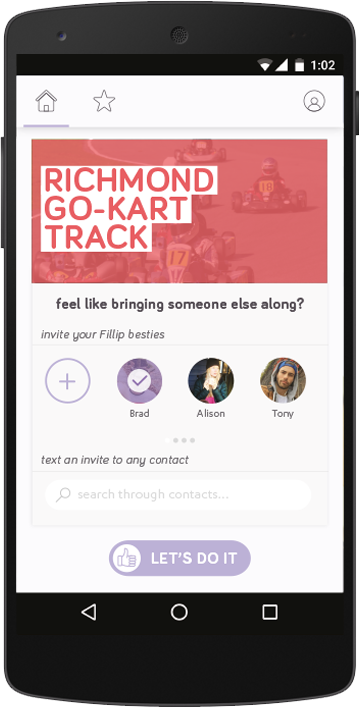 1:02
RICHMOND
GO-KART
TRACK
18
17
feel like bringing someone else along?
invite your Fillip besties
Brad Alison Tony
text an invite to any contact
search through contacts...
LET'S DO IT